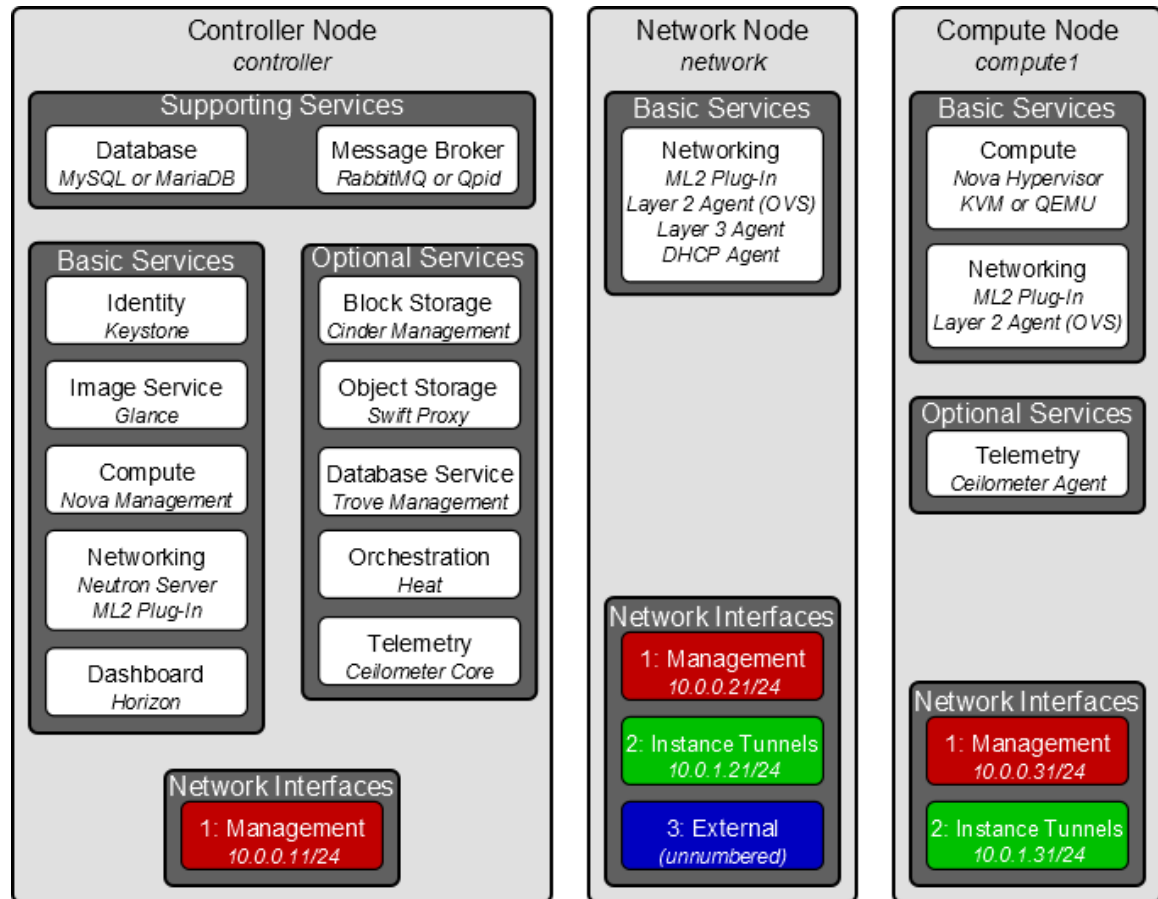 Controller Node
controller
Supporting Services
Database
MySQL or MariaDB
Message Broker
RabbitMQ or Qpid
Basic Services
Identity
Keystone
Image Service
Glance
Compute
Nova Management
Networking
Neutron Server
ML2 Plug-In
Dashboard
Horizon
Optional Services
Block Storage
Cinder Management
Object Storage
Swift Proxy
Database Service
Trove Management
Orchestration
Heat
Telemetry
Ceilometer Core
Network Interfaces
1: Management
10.0.0.11/24
Network Node
network
Basic Services
Networking
ML2 Plug-In
Layer 2 Agent (OVS)
Layer 3 Agent
DHCP Agent
Network Interfaces
1: Management
10.0.0.21/24
2: Instance Tunnels
10.0.1.21/24
3: External
(unnumbered)
Compute Node
compute1
Basic Services
Compute
Nova Hypervisor
KVM or QEMU
Networking
ML2 Plug-In
Layer 2 Agent (OVS)
Optional Services
Telemetry
Ceilometer Agent
Network Interfaces
1: Management
10.0.0.31/24
2: Instance Tunnels
10.0.1.31/24